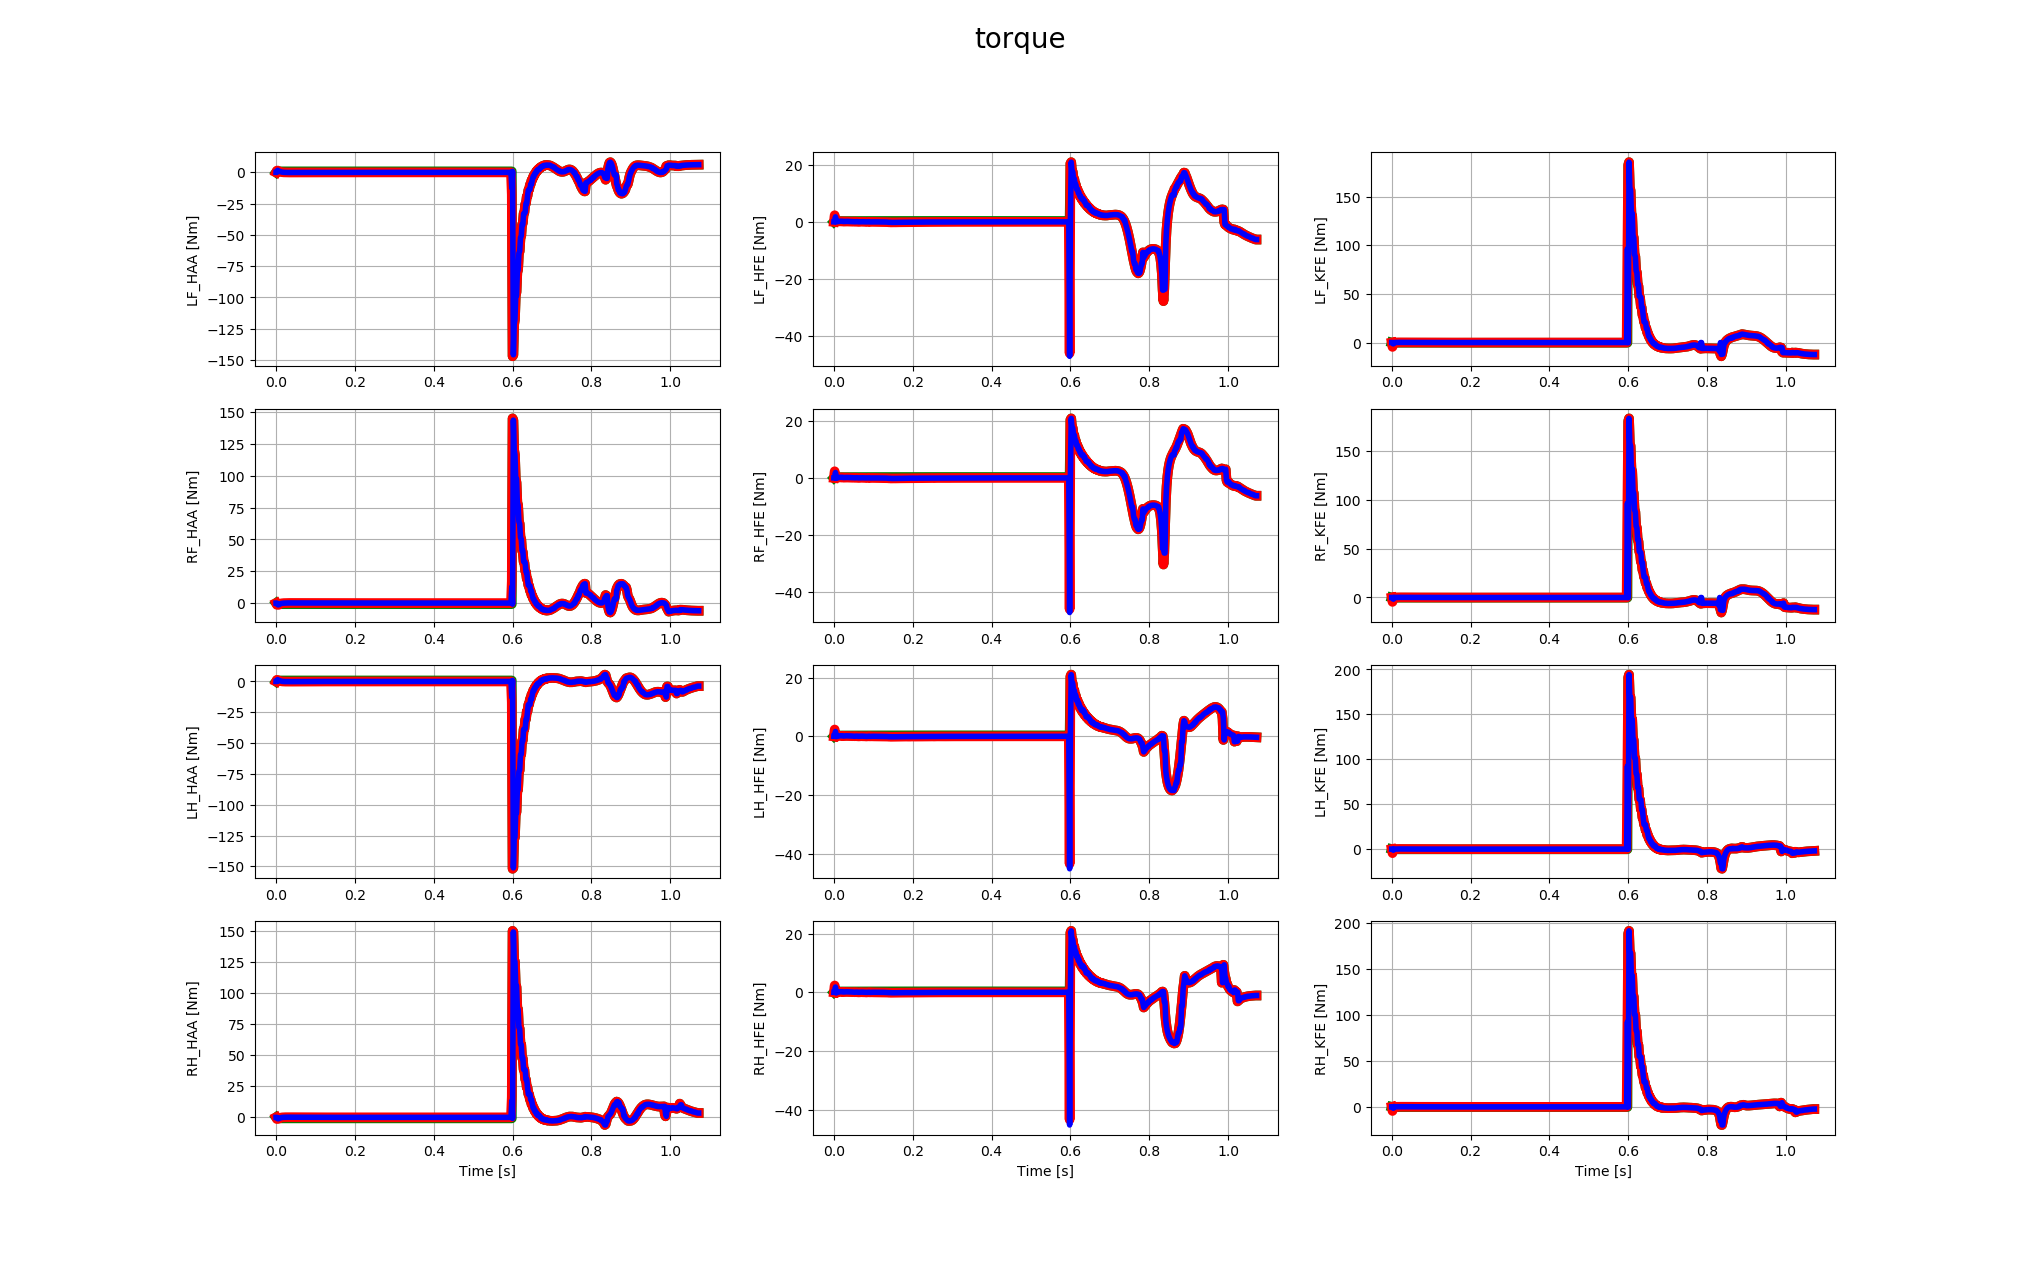 torque
LF_HAA [Nm]
0
−25
−50
−75
−100
−125
−150
0.0 0.2 0.4 0.6 0.8 1.0
LF_HFE [Nm]
20
0
−20
−40
0.0 0.2 0.4 0.6 0.8 1.0
LF_KFE [Nm]
150
100
50
0
0.0 0.2 0.4 0.6 0.8 1.0
RF_HAA [Nm]
150
125
100
75
50
25
0
0.0 0.2 0.4 0.6 0.8 1.0
RF_HFE [Nm]
20
0
−20
−40
0.0 0.2 0.4 0.6 0.8 1.0
RF_KFE [Nm]
150
100
50
0
0.0 0.2 0.4 0.6 0.8 1.0
LH_HAA [Nm]
0
−25
−50
−75
−100
−125
−150
0.0 0.2 0.4 0.6 0.8 1.0
LH_HFE [Nm]
20
0
−20
−40
0.0 0.2 0.4 0.6 0.8 1.0
LH_KFE [Nm]
200
150
100
50
0
0.0 0.2 0.4 0.6 0.8 1.0
RH_HAA [Nm]
150
125
100
75
50
25
0
0.0 0.2 0.4 0.6 0.8 1.0
Time [s]
RH_HFE [Nm]
20
0
−20
−40
0.0 0.2 0.4 0.6 0.8 1.0
Time [s]
RH_KFE [Nm]
200
150
100
50
0
0.0 0.2 0.4 0.6 0.8 1.0
Time [s]